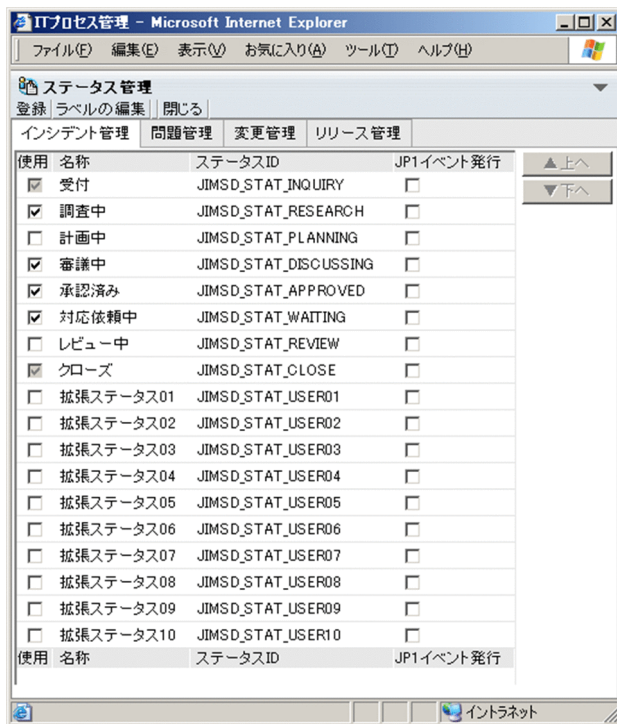 ITプロセス管理 - Microsoft Internet Explorer
ファイル(F) 編集(E) 表示(V) お気に入り(A) ツール(T) ヘルプ(H)
ステータス管理
登録 ラベルの編集 閉じる
インシデント管理 問題管理 変更管理 リリース管理
使用 名称 ステータスID JP1イベント発行 ▲上へ
受付 JIMSD_STAT_INQUIRY ▼下へ
調査中 JIMSD_STAT_RESEARCH
計画中 JIMSD_STAT_PLANNING
審議中 JIMSD_STAT_DISCUSSING
承認済み JIMSD_STAT_APPROVED
対応依頼中 JIMSD_STAT_WAITING
レビュー中 JIMSD_STAT_REVIEW
クローズ JIMSD_STAT_CLOSE
拡張ステータス01 JIMSD_STAT_USER01
拡張ステータス02 JIMSD_STAT_USER02
拡張ステータス03 JIMSD_STAT_USER03
拡張ステータス04 JIMSD_STAT_USER04
拡張ステータス05 JIMSD_STAT_USER05
拡張ステータス06 JIMSD_STAT_USER06
拡張ステータス07 JIMSD_STAT_USER07
拡張ステータス08 JIMSD_STAT_USER08
拡張ステータス09 JIMSD_STAT_USER09
拡張ステータス10 JIMSD_STAT_USER10
使用 名称 ステータスID JP1イベント発行
イントラネット